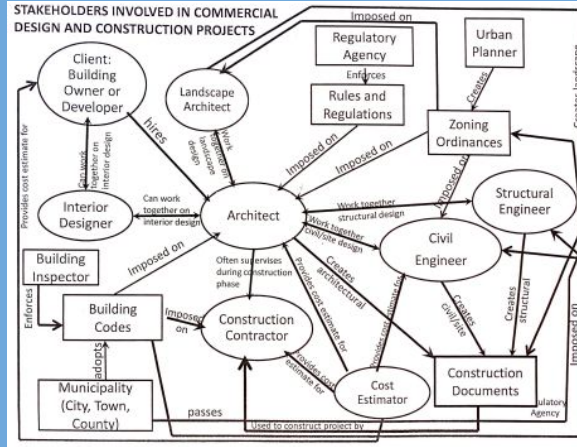 STAKEHOLDERS INVOLVED IN COMMERCIAL
DESIGN AND CONSTRUCTION PROJECTS
Imposed on
Regulatory
Agency
Urban
Planner
Client:
Building
Owner or
Developer
Landscape
Architect
Enforces
Rules and
Regulations
Creates
Zoning
Ordinances
hires
Work
together on
landscape
design
Imposed on
Imposed on
Imposed on
Provides cost estimate for
Can work
together on
interior design
Interior
Designer
Can work
together on
interior design
Architect
Work together
structural design
Work together
civil/site design
Structural
Engineer
Civil
Engineer
Building
Inspector
Imposed on
Often supervises
during construction
phase
Provides cost
estimate for
Creates
architectural
Provides cost estimate for
Creates
civil/site
Creates
structural
Imposed on
Enforces
Building
Codes
Imposed
on
Construction
Contractor
Provides cost
estimate for
Cost
Estimator
Construction
Documents
adopts
Municipality
(City, Town,
County)
passes
Used to construct project by
ulatory
Agency